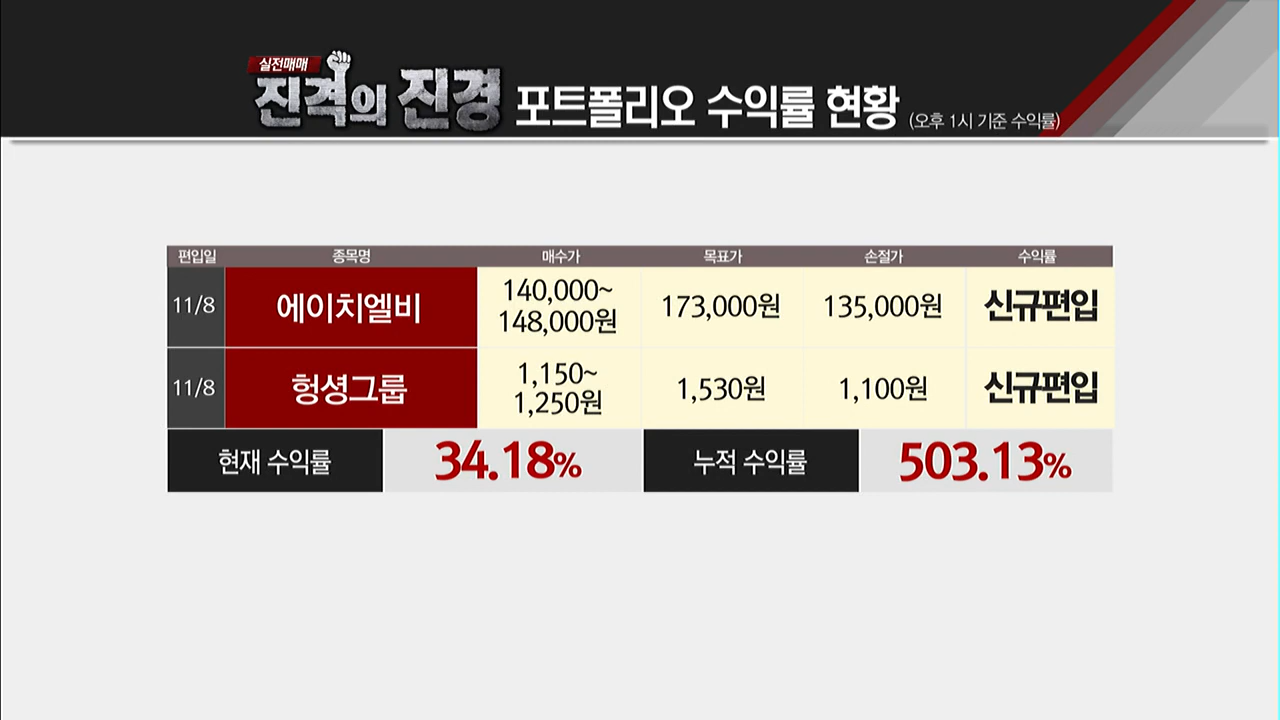 실전매매
진격의 진경 포트폴리오 수익률 현황 (오후 1시 기준 수익률)
편입일 종목명 매수가 목표가 손절가 수익률
11/8 에이치엘비 140,000~ 148,000원 173,000원 135,000원 신규편입
11/8 헝셩그룹 1,150~ 1,250원 1,530원 1,100원 신규편입
현재 수익률 34.18% 누적 수익률 503.13%